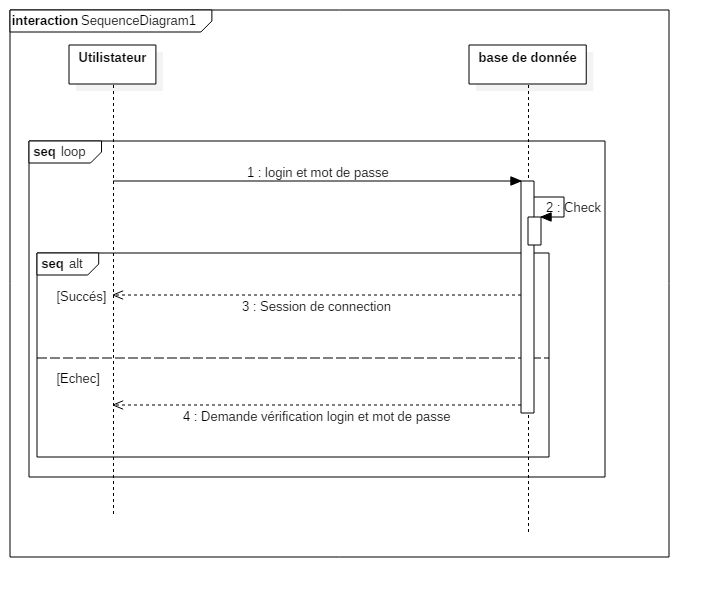 interaction SequenceDiagram1
Utilistateur
base de donnée
seq loop
1 : login et mot de passe
2 : Check
seq alt
[Succés]
3 : Session de connection
[Echec]
4 : Demande vérification login et mot de passe